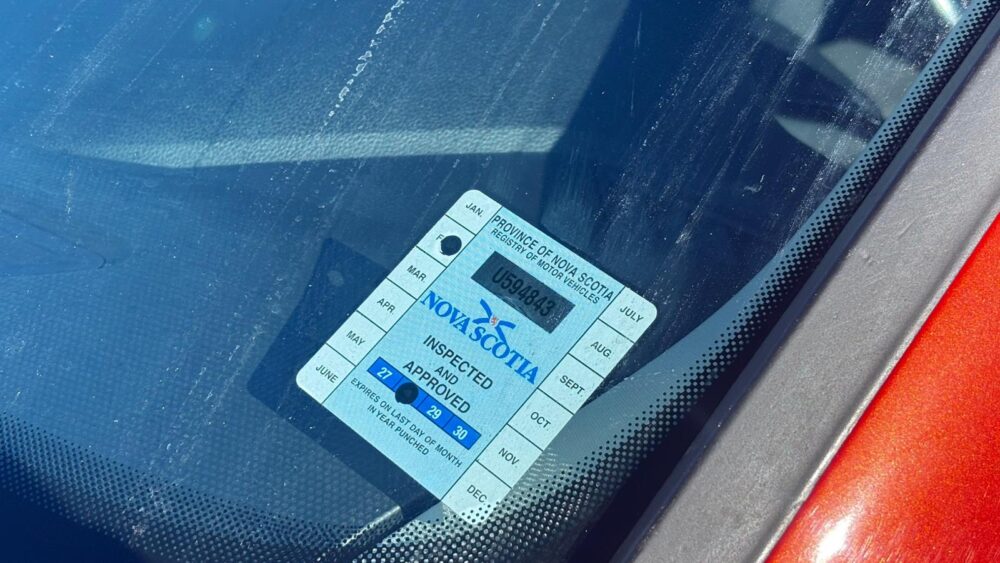 PROVINCE OF NOVA SCOTIA
REGISTRY OF MOTOR VEHICLES
U594843
NOVA SCOTIA
INSPECTED
AND
APPROVED
27 29 30
EXPIRES ON LAST DAY OF MONTH
IN YEAR PUNCHED
JAN.
F
MAR.
APR.
MAY
JUNE
JULY
AUG.
SEPT.
OCT.
NOV.
DEC.